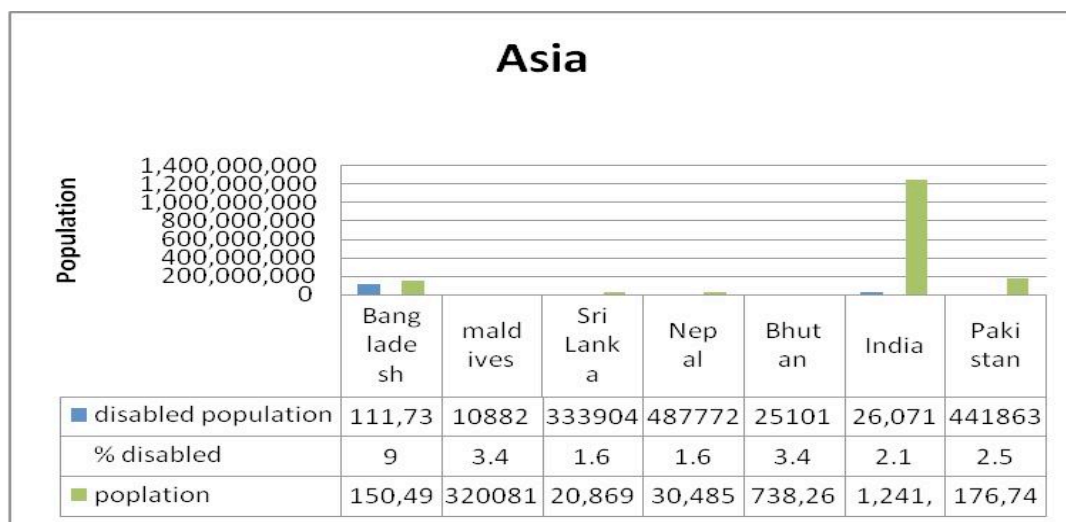 Asia
Population
1,400,000,000
1,200,000,000
1,000,000,000
800,000,000
600,000,000
400,000,000
200,000,000
0
Bang
lade
sh
mald
ives
Sri
Lank
a
Nep
al
Bhut
an
India
Paki
stan
disabled population 111,73 10882 333904 487772 25101 26,071 441863
% disabled 9 3.4 1.6 1.6 3.4 2.1 2.5
poplation 150,49 320081 20,869 30,485 738,26 1,241, 176,74